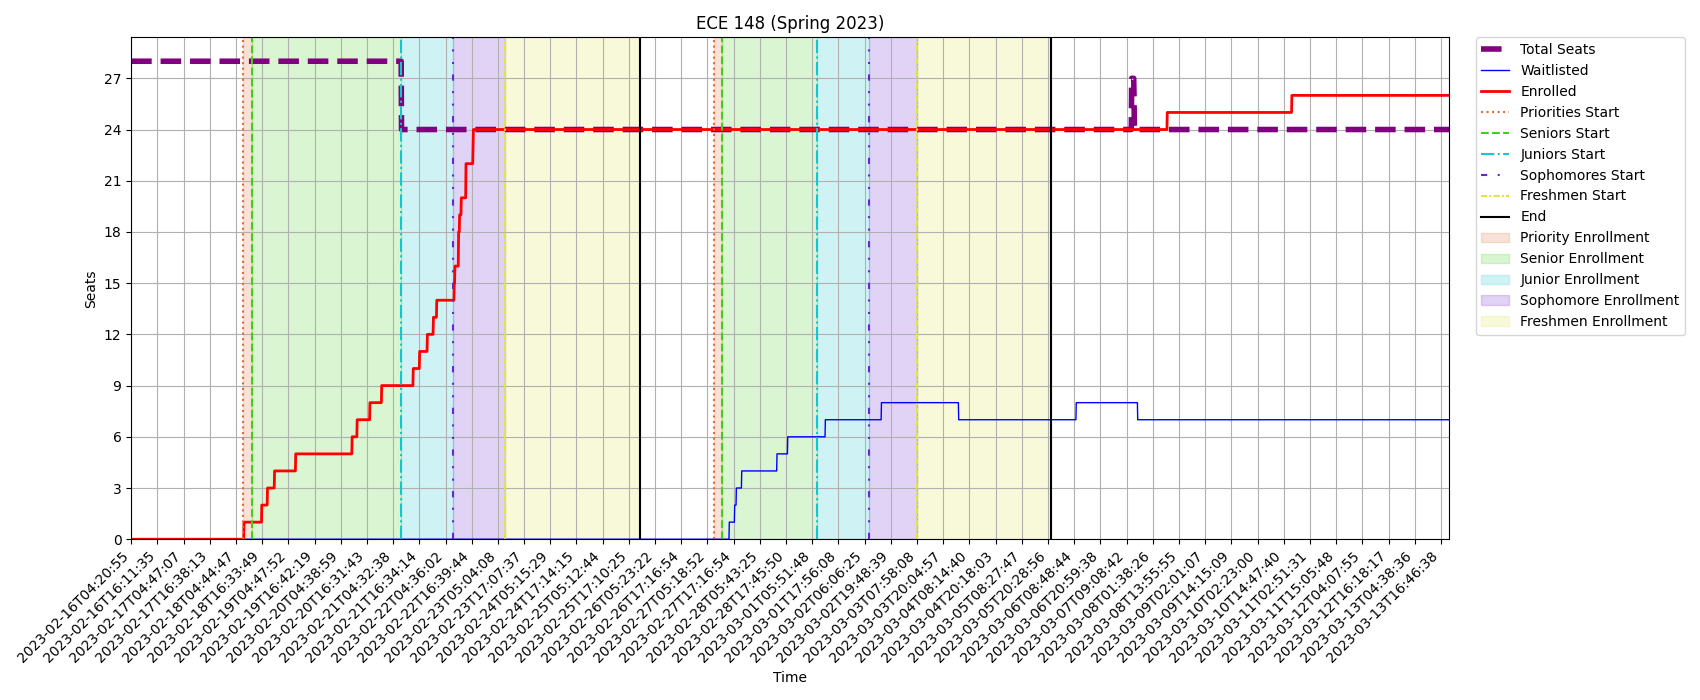 ECE 148 (Spring 2023)
Total Seats
Waitlisted
Enrolled
Priorities Start
Seniors Start
Juniors Start
Sophomores Start
Freshmen Start
End
Priority Enrollment
Senior Enrollment
Junior Enrollment
Sophomore Enrollment
Freshmen Enrollment
Seats
27
24
21
18
15
12
9
6
3
0
2023-02-16T04:20:55
2023-02-16T16:11:35
2023-02-17T04:47:07
2023-02-17T16:38:13
2023-02-18T04:44:47
2023-02-18T16:33:49
2023-02-19T04:47:52
2023-02-19T16:42:19
2023-02-20T04:38:59
2023-02-20T16:31:43
2023-02-21T04:32:38
2023-02-21T16:34:14
2023-02-22T04:36:02
2023-02-22T16:39:44
2023-02-23T05:04:08
2023-02-23T17:07:37
2023-02-24T05:15:29
2023-02-24T17:14:15
2023-02-25T05:12:44
2023-02-25T17:10:25
2023-02-26T05:23:22
2023-02-26T17:16:54
2023-02-27T05:18:52
2023-02-27T17:16:54
2023-02-28T05:43:25
2023-02-28T17:45:50
2023-03-01T05:51:48
2023-03-01T17:56:08
2023-03-02T06:06:25
2023-03-02T19:48:39
2023-03-03T07:58:08
2023-03-03T20:04:57
2023-03-04T08:14:40
2023-03-04T20:18:03
2023-03-05T08:27:47
2023-03-05T20:28:56
2023-03-06T08:48:44
2023-03-06T20:59:38
2023-03-07T09:08:42
2023-03-08T01:38:26
2023-03-08T13:55:55
2023-03-09T02:01:07
2023-03-09T14:15:09
2023-03-10T02:23:00
2023-03-10T14:47:40
2023-03-11T02:51:31
2023-03-11T15:05:48
2023-03-12T04:07:55
2023-03-12T16:18:17
2023-03-13T04:38:36
2023-03-13T16:46:38
Time